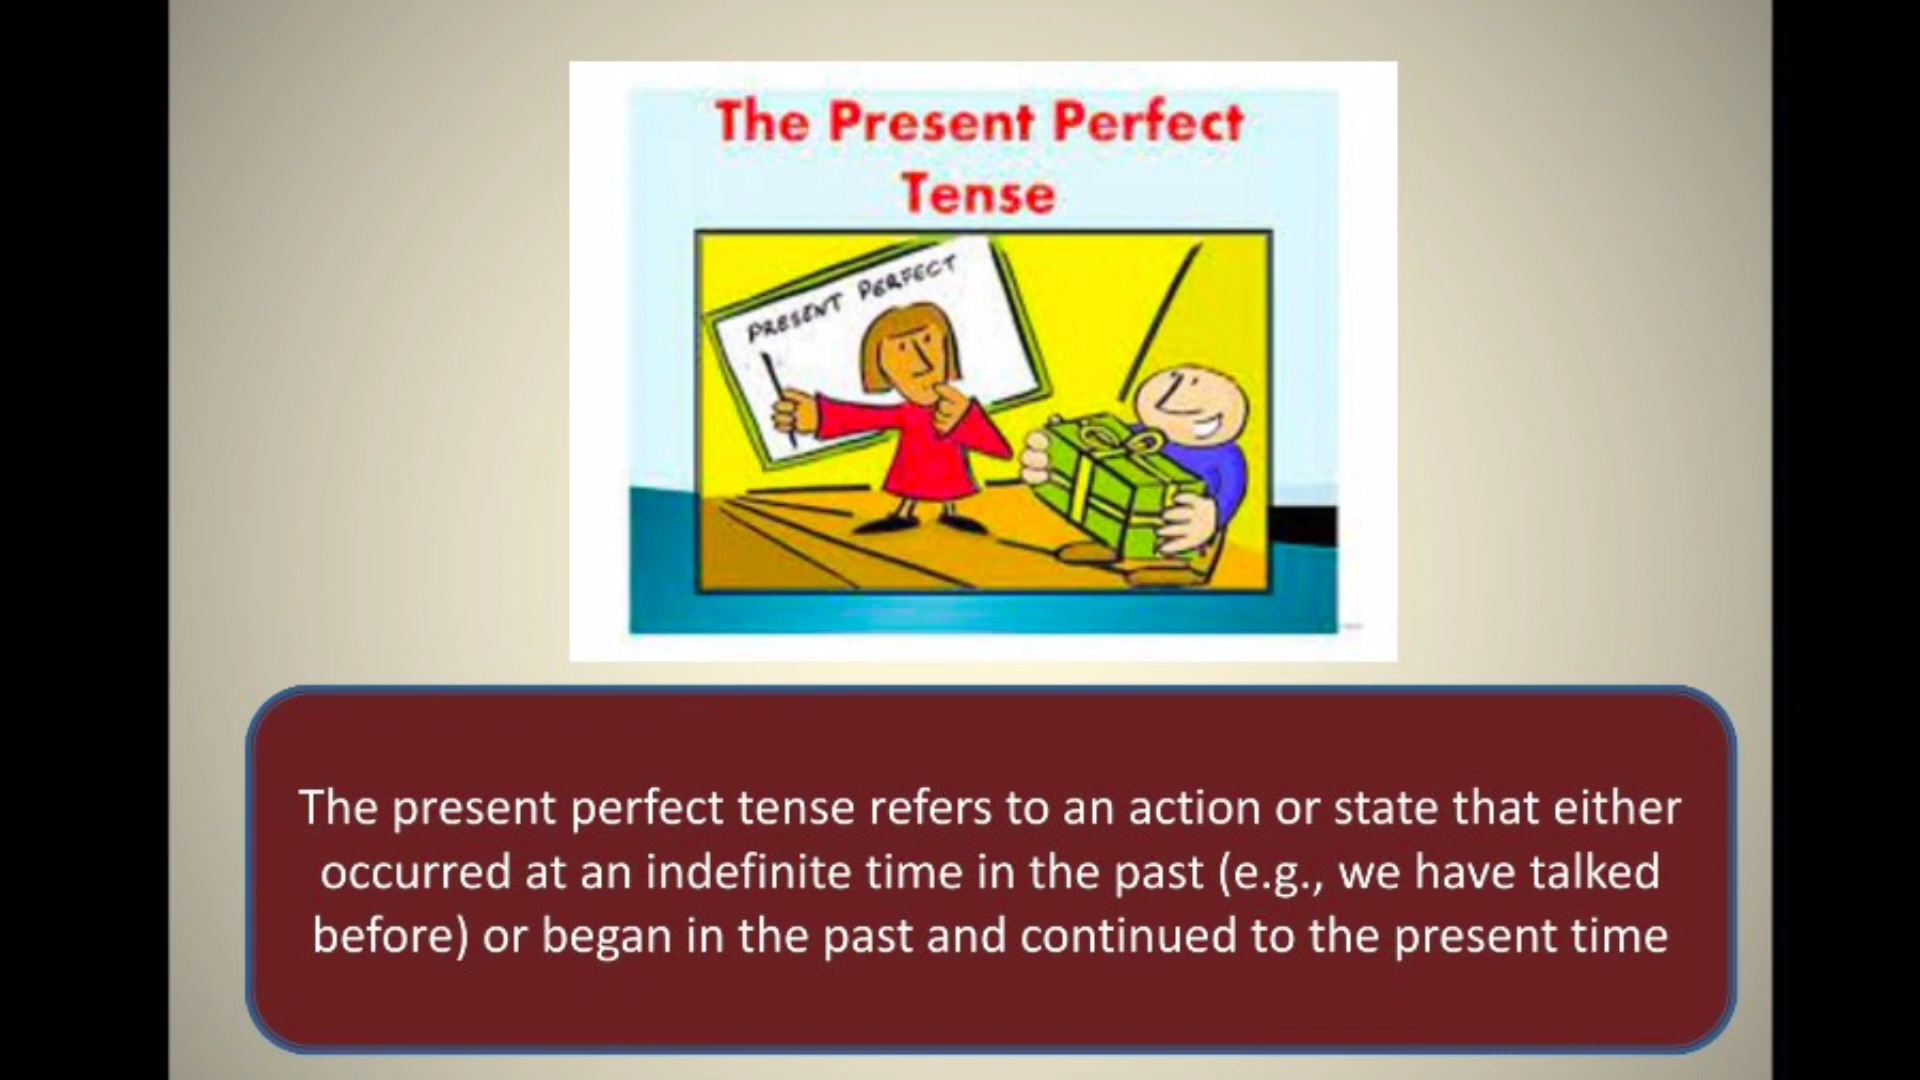 The Present Perfect
Tense
PRESENT PERFECT
The present perfect tense refers to an action or state that either
occurred at an indefinite time in the past (e.g., we have talked
before) or began in the past and continued to the present time